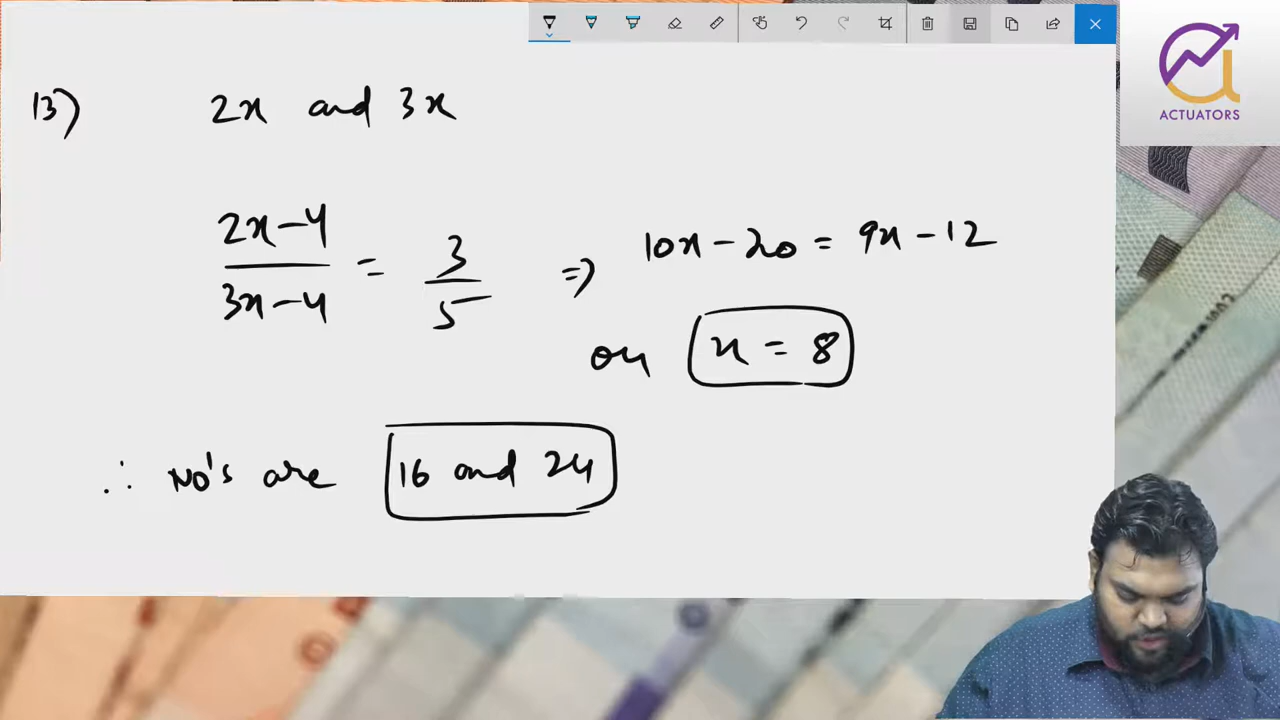 13) 2x and 3x
2x-4
3x-4
= 3
5
⇒ 10x - 20 = 9x - 12
or x = 8
∴ No's are 16 and 24
ACTUATORS